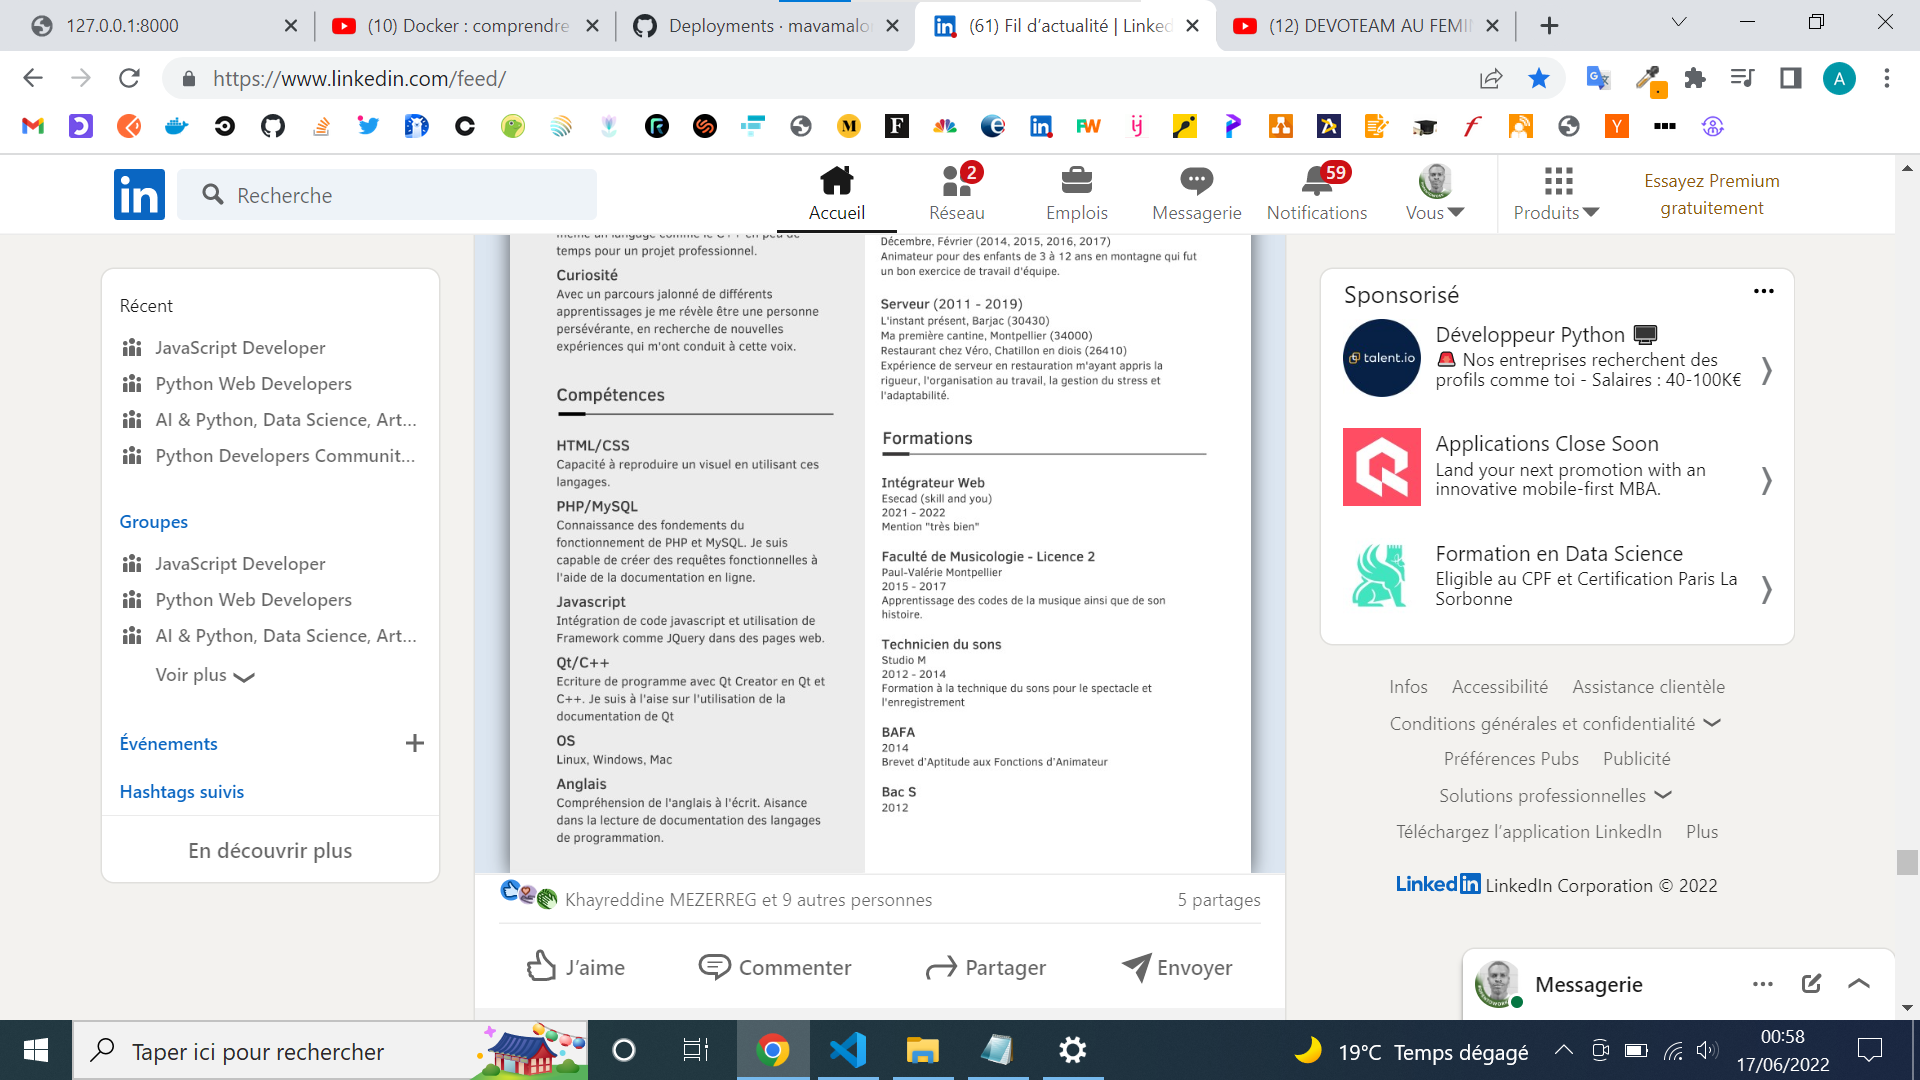 127.0.0.1:8000
(10) Docker : comprendre
Deployments · mavamalo
(61) Fil d'actualité | Linked
(12) DEVOTEAM AU FEMI
https://www.linkedin.com/feed/
A
in
Recherche
Accueil
2
Réseau
Emplois
Messagerie
59
Notifications
Vous
Produits
Essayez Premium
gratuitement
Récent
JavaScript Developer
Python Web Developers
AI & Python, Data Science, Art...
Python Developers Communit...
Groupes
JavaScript Developer
Python Web Developers
AI & Python, Data Science, Art...
Voir plus
Événements
Hashtags suivis
En découvrir plus
même un langage comme le C++ en peu de
temps pour un projet professionnel.
Curiosité
Avec un parcours jalonné de différents
apprentissages je me révèle être une personne
persévérante, en recherche de nouvelles
expériences qui m'ont conduit à cette voix.
Compétences
HTML/CSS
Capacité à reproduire un visuel en utilisant ces
langages.
PHP/MySQL
Connaissance des fondements du
fonctionnement de PHP et MySQL. Je suis
capable de créer des requêtes fonctionnelles à
l'aide de la documentation en ligne.
Javascript
Intégration de code javascript et utilisation de
Framework comme JQuery dans des pages web.
Qt/C++
Ecriture de programme avec Qt Creator en Qt et
C++. Je suis à l'aise sur l'utilisation de la
documentation de Qt
OS
Linux, Windows, Mac
Anglais
Compréhension de l'anglais à l'écrit. Aisance
dans la lecture de documentation des langages
de programmation.
Décembre, Février (2014, 2015, 2016, 2017)
Animateur pour des enfants de 3 à 12 ans en montagne qui fut
un bon exercice de travail d'équipe.
Serveur (2011 - 2019)
L'instant présent, Barjac (30430)
Ma première cantine, Montpellier (34000)
Restaurant chez Véro, Chatillon en diois (26410)
Expérience de serveur en restauration m'ayant appris la
rigueur, l'organisation au travail, la gestion du stress et
l'adaptabilité.
Formations
Intégrateur Web
Esecad (skill and you)
2021 - 2022
Mention "très bien"
Faculté de Musicologie - Licence 2
Paul-Valérie Montpellier
2015 - 2017
Apprentissage des codes de la musique ainsi que de son
histoire.
Technicien du sons
Studio M
2012 - 2014
Formation à la technique du sons pour le spectacle et
l'enregistrement
BAFA
2014
Brevet d'Aptitude aux Fonctions d'Animateur
Bac S
2012
Khayreddine MEZERREG et 9 autres personnes
5 partages
J'aime
Commenter
Partager
Envoyer
Sponsorisé
talent.io
Développeur Python
Nos entreprises recherchent des
profils comme toi - Salaires : 40-100K€
Applications Close Soon
Land your next promotion with an
innovative mobile-first MBA.
Formation en Data Science
Eligible au CPF et Certification Paris La
Sorbonne
Infos Accessibilité Assistance clientèle
Conditions générales et confidentialité
Préférences Pubs Publicité
Solutions professionnelles
Téléchargez l'application LinkedIn Plus
LinkedIn LinkedIn Corporation © 2022
Messagerie
Taper ici pour rechercher
19°C Temps dégagé
00:58
17/06/2022